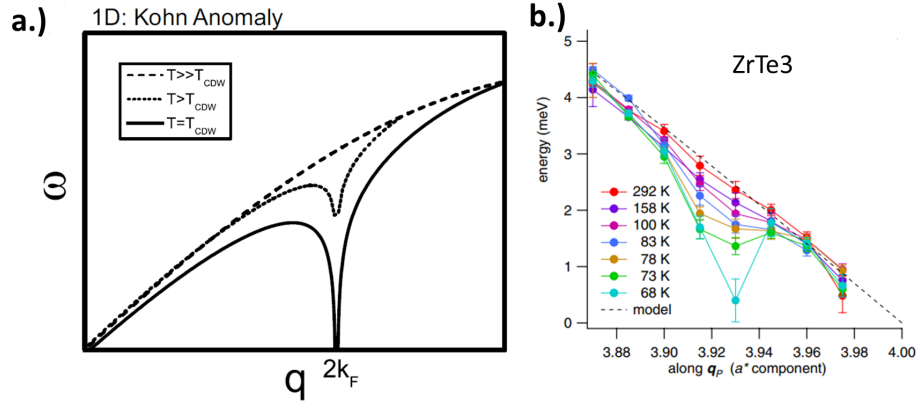 a.)
1D: Kohn Anomaly
ω
T>>TCDW
T>TCDW
T=TCDW
q
2kF
b.)
ZrTe3
energy (meV)
5
4
3
2
1
0
292 K
158 K
100 K
83 K
78 K
73 K
68 K
model
3.88 3.90 3.92 3.94 3.96 3.98 4.00
along qP (a* component)